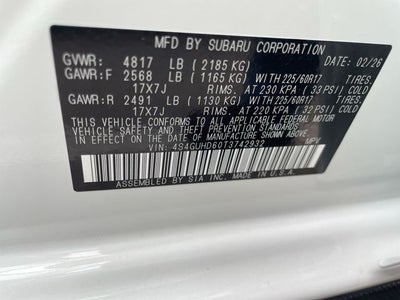 MFD BY SUBARU CORPORATION DATE: 02/26
GVWR: 4817 LB ( 2185 KG)
GAWR:F 2568 LB ( 1165 KG) WITH 225/60R17
17X7J RIMS, AT 230 KPA ( 33 PSI) COLD
GAWR:R 2491 LB ( 1130 KG) WITH 225/60R17
17X7J RIMS, AT 220 KPA ( 32 PSI) COLD
THIS VEHICLE CONFORMS TO ALL APPLICABLE FEDERAL MOTOR
VEHICLE SAFETY, BUMPER, AND THEFT PREVENTION STANDARDS
IN EFFECT ON THE DATE OF MANUFACTURE SHOWN ABOVE.
VIN: 4S4GUHD60T3742932 MPV
ASSEMBLED BY SIA INC. MADE IN U.S.A.